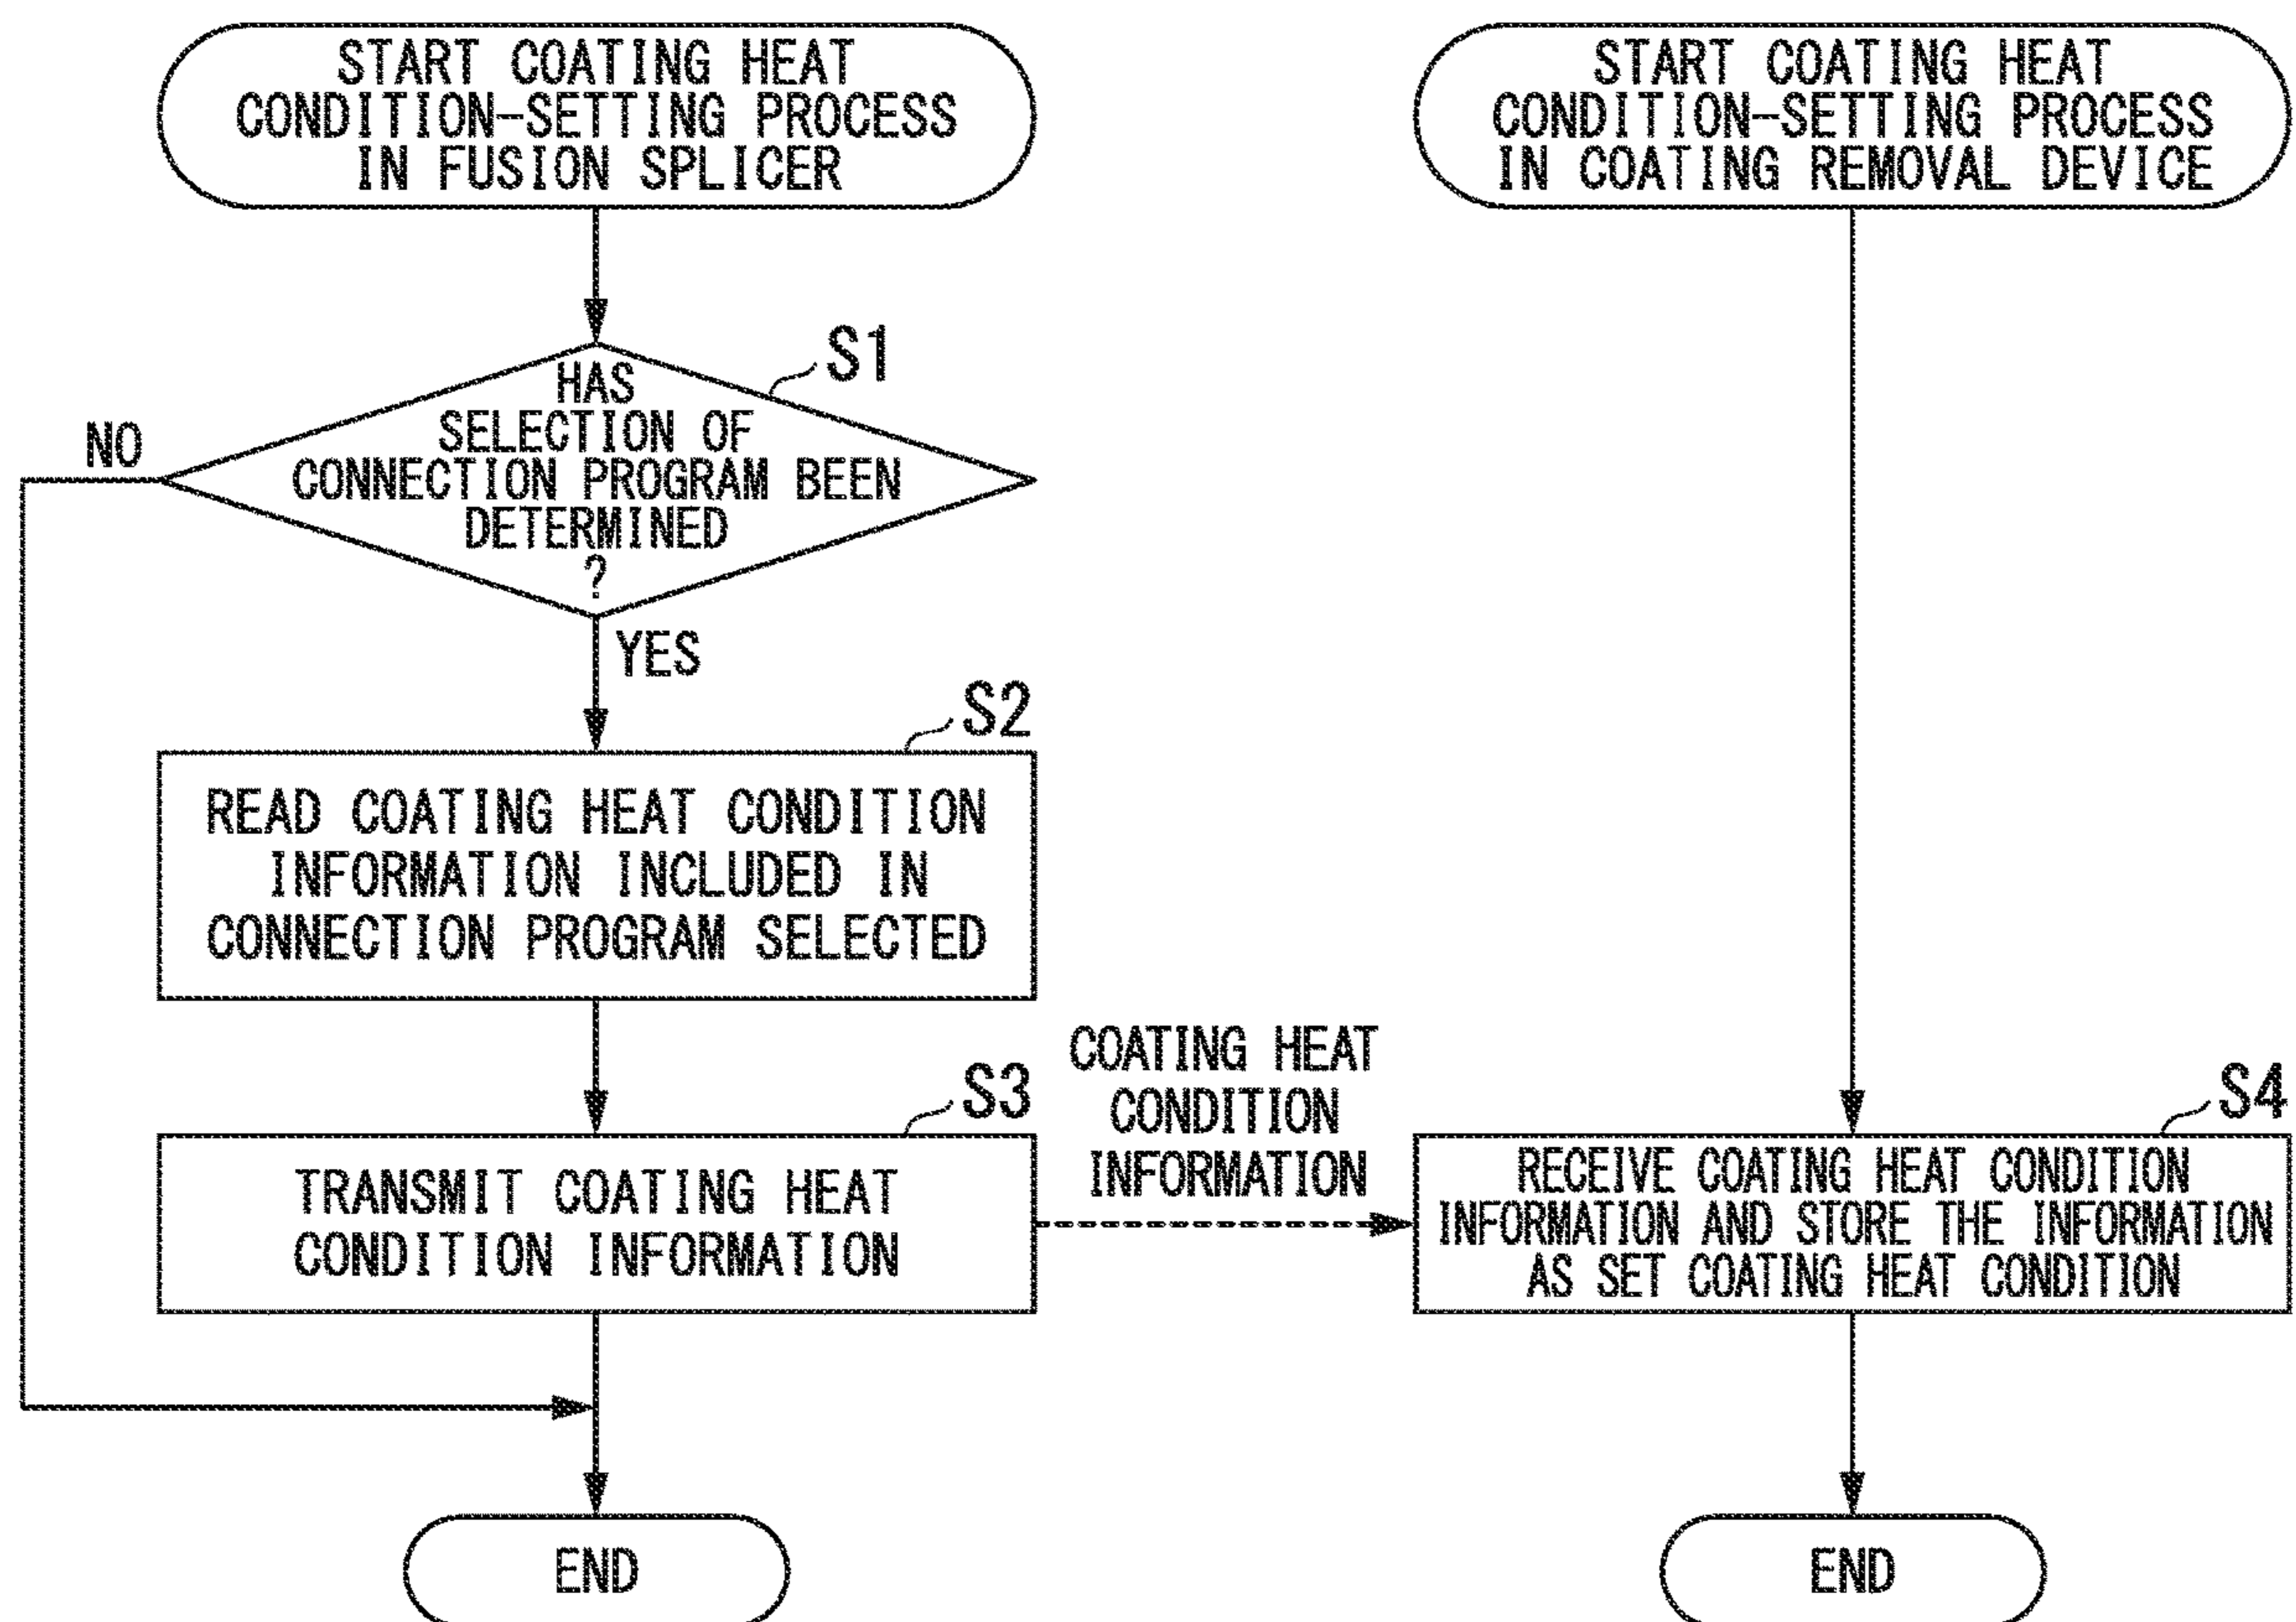 START COATING HEAT
CONDITION-SETTING PROCESS
IN FUSION SPLICER
START COATING HEAT
CONDITION-SETTING PROCESS
IN COATING REMOVAL DEVICE
S1
HAS
SELECTION OF
CONNECTION PROGRAM BEEN
DETERMINED
?
NO
YES
S2
READ COATING HEAT CONDITION
INFORMATION INCLUDED IN
CONNECTION PROGRAM SELECTED
S3
TRANSMIT COATING HEAT
CONDITION INFORMATION
COATING HEAT
CONDITION
INFORMATION
S4
RECEIVE COATING HEAT CONDITION
INFORMATION AND STORE THE INFORMATION
AS SET COATING HEAT CONDITION
END
END